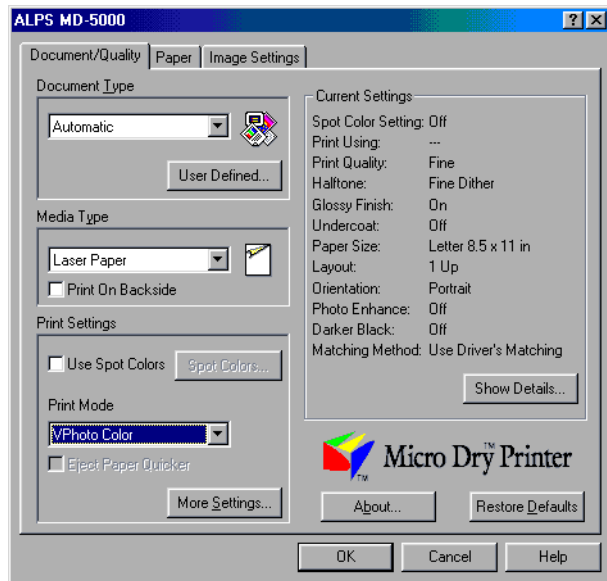 ALPS MD-5000
Document/Quality Paper Image Settings
Document Type
Automatic
User Defined...
Media Type
Laser Paper
Print On Backside
Print Settings
Use Spot Colors Spot Colors...
Print Mode
VPhoto Color
Eject Paper Quicker
More Settings...
Current Settings
Spot Color Setting: Off
Print Using: ---
Print Quality: Fine
Halftone: Fine Dither
Glossy Finish: On
Undercoat: Off
Paper Size: Letter 8.5 x 11 in
Layout: 1 Up
Orientation: Portrait
Photo Enhance: Off
Darker Black: Off
Matching Method: Use Driver's Matching
Show Details...
Micro Dry™ Printer
TM
About... Restore Defaults
OK Cancel Help